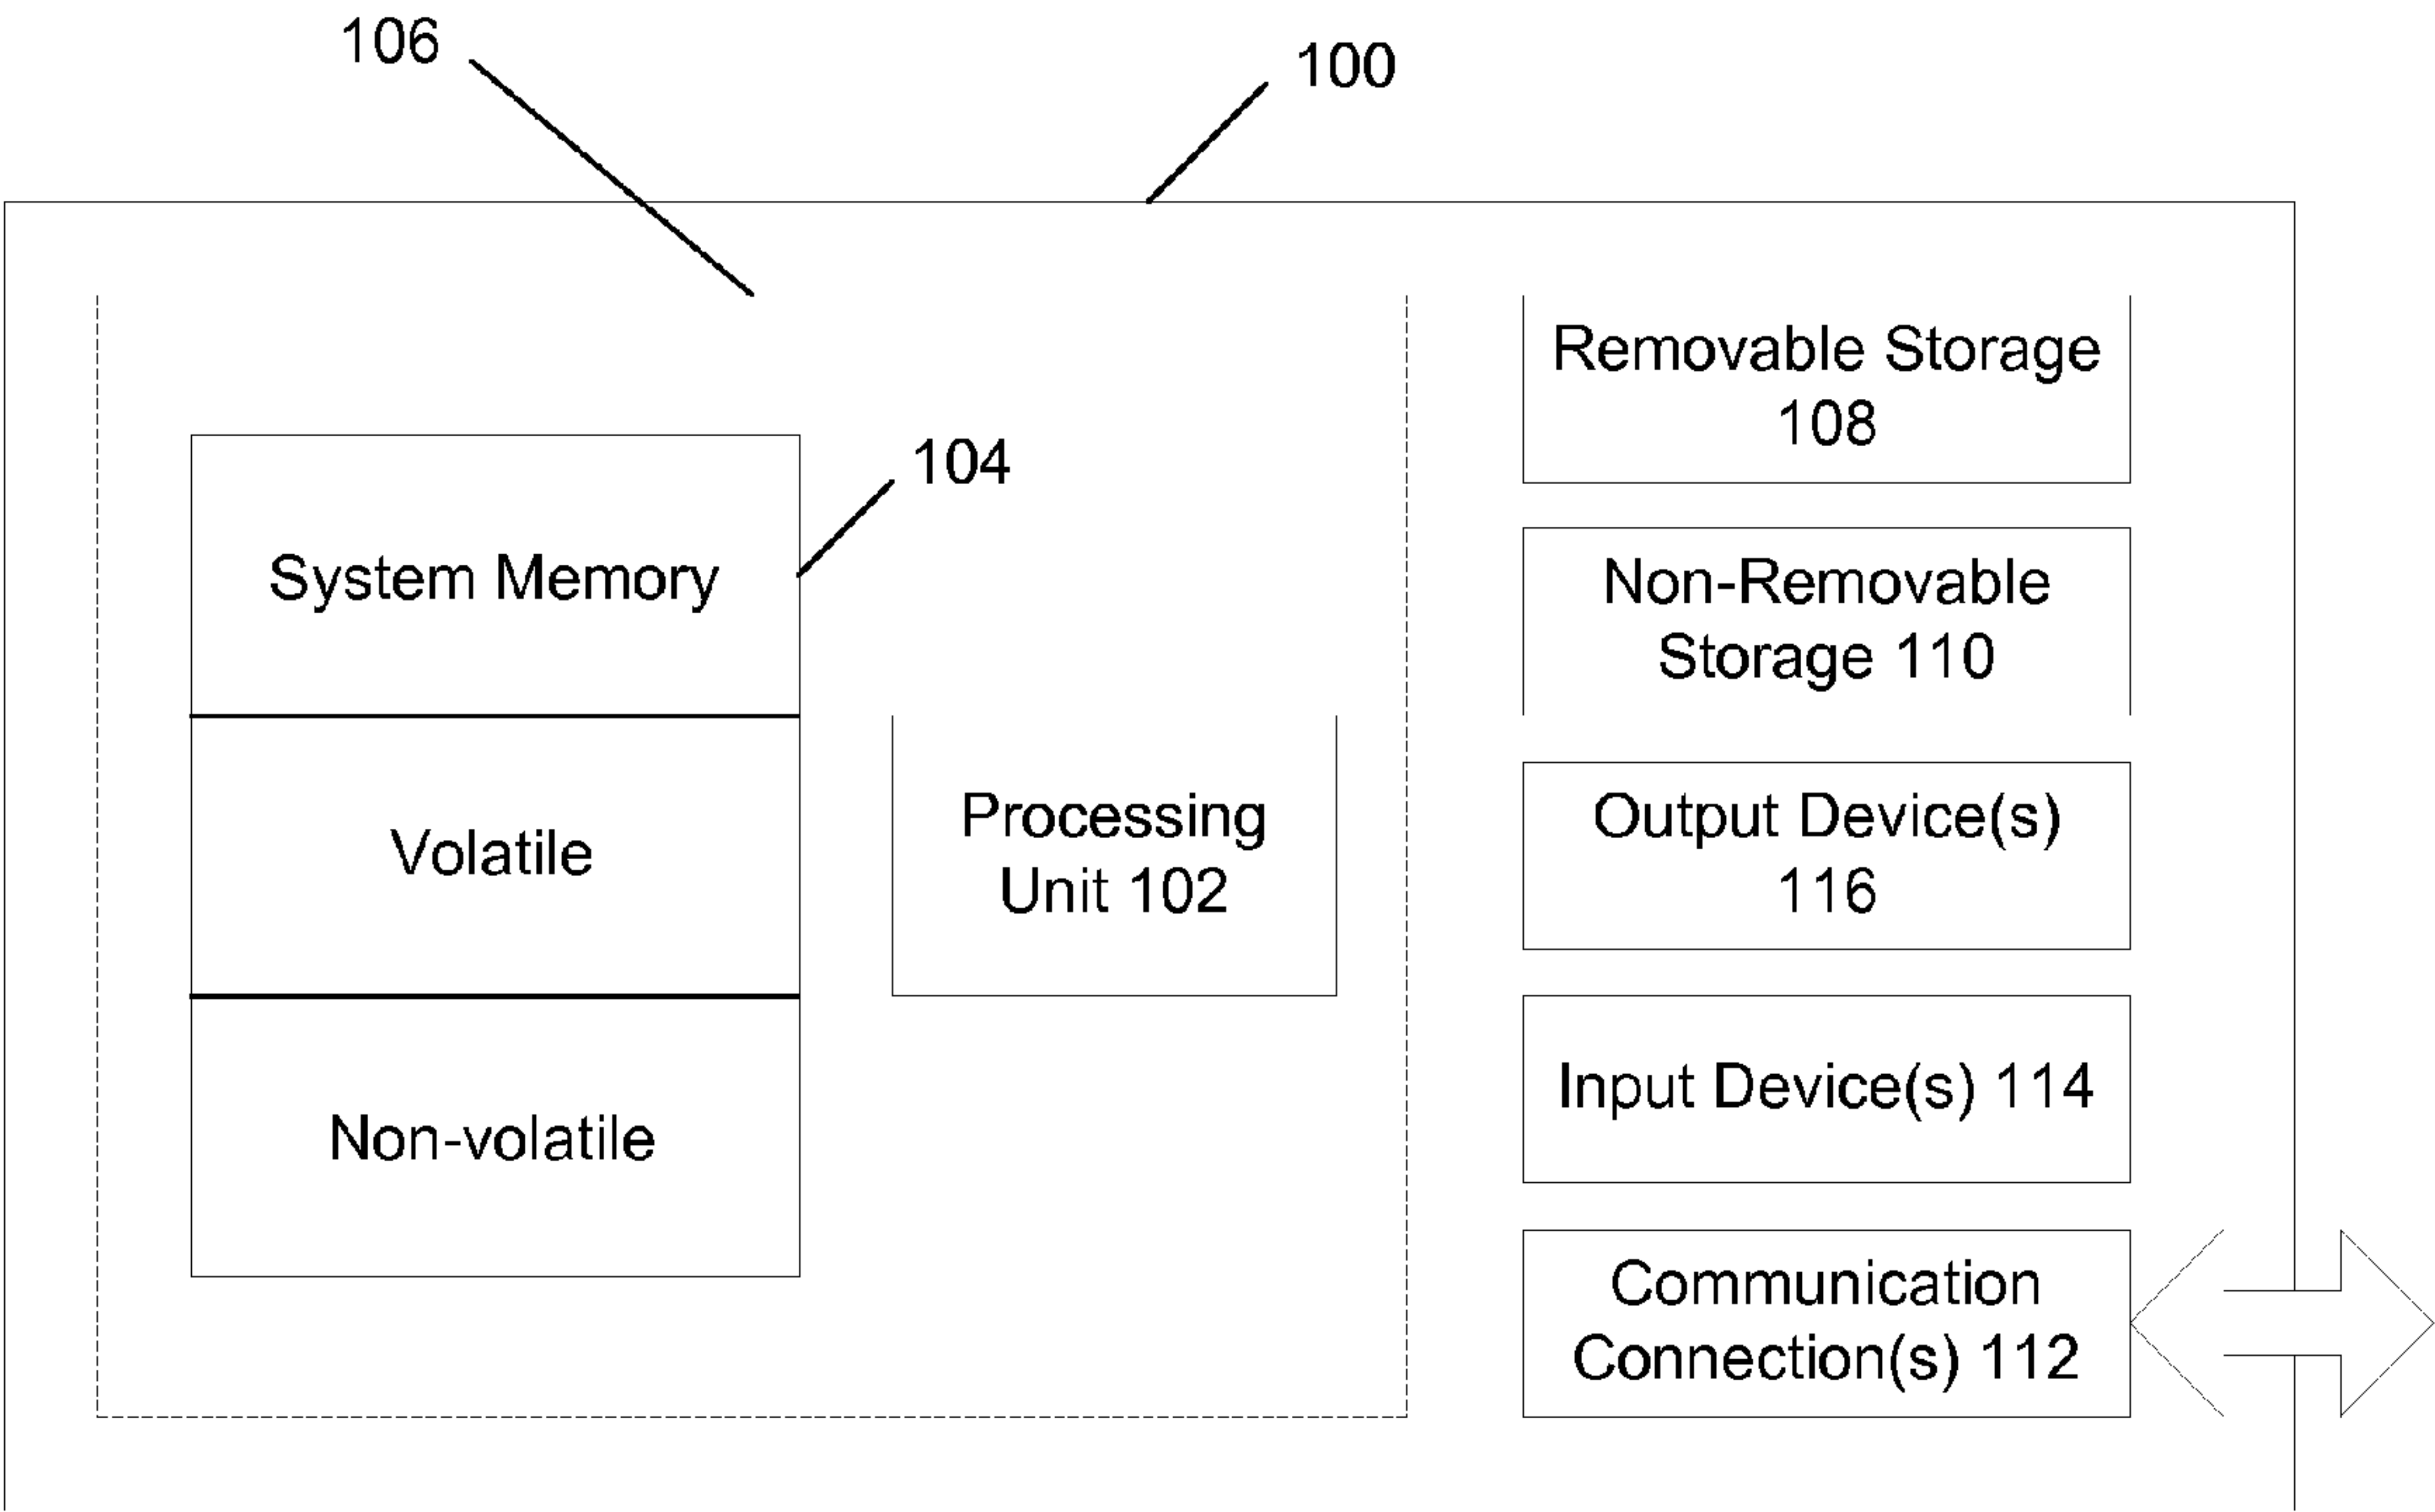 106
100
104
System Memory
Volatile
Non-volatile
Processing
Unit 102
Removable Storage
108
Non-Removable
Storage 110
Output Device(s)
116
Input Device(s) 114
Communication
Connection(s) 112